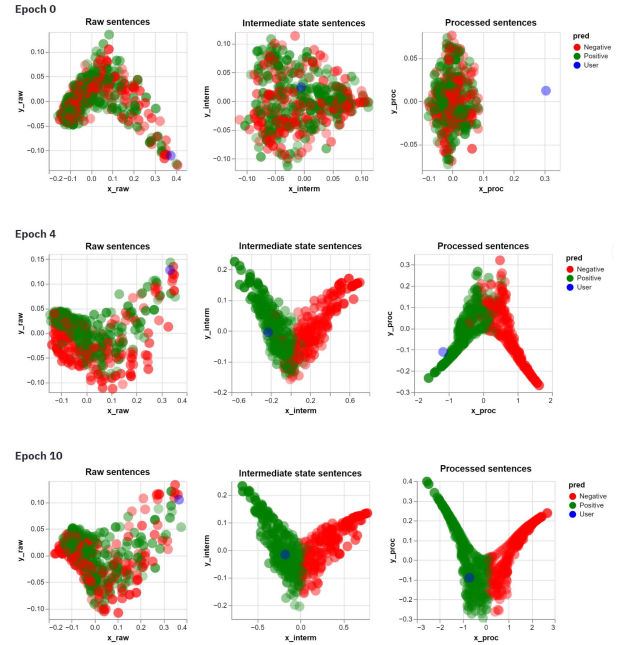 Epoch 0
Raw sentences
Intermediate state sentences
Processed sentences
y_raw
0.10
0.05
0.00
−0.05
−0.10
−0.2 −0.1 0.0 0.1 0.2 0.3 0.4
x_raw
y_interm
0.10
0.05
0.00
−0.05
−0.10
−0.10 −0.05 0.00 0.05 0.10
x_interm
y_proc
0.05
0.00
−0.05
−0.1 0.0 0.1 0.2 0.3
x_proc
pred
Negative
Positive
User
Epoch 4
Raw sentences
Intermediate state sentences
Processed sentences
y_raw
0.15
0.10
0.05
0.00
−0.05
−0.10
−0.1 0.0 0.1 0.2 0.3 0.4
x_raw
y_interm
0.2
0.1
0.0
−0.1
−0.2
−0.6 −0.4 −0.2 0.0 0.2 0.4 0.6
x_interm
y_proc
0.3
0.2
0.1
−0.0
−0.1
−0.2
−0.3
−2 −1 0 1 2
x_proc
pred
Negative
Positive
User
Epoch 10
Raw sentences
Intermediate state sentences
Processed sentences
y_raw
0.10
0.05
0.00
−0.05
−0.10
−0.2 −0.1 0.0 0.1 0.2 0.3 0.4
x_raw
y_interm
0.2
0.1
0.0
−0.1
−0.2
−0.5 0.0 0.5
x_interm
y_proc
0.4
0.3
0.2
0.1
−0.0
−0.1
−0.2
−0.3
−3 −2 −1 0 1 2 3
x_proc
pred
Negative
Positive
User